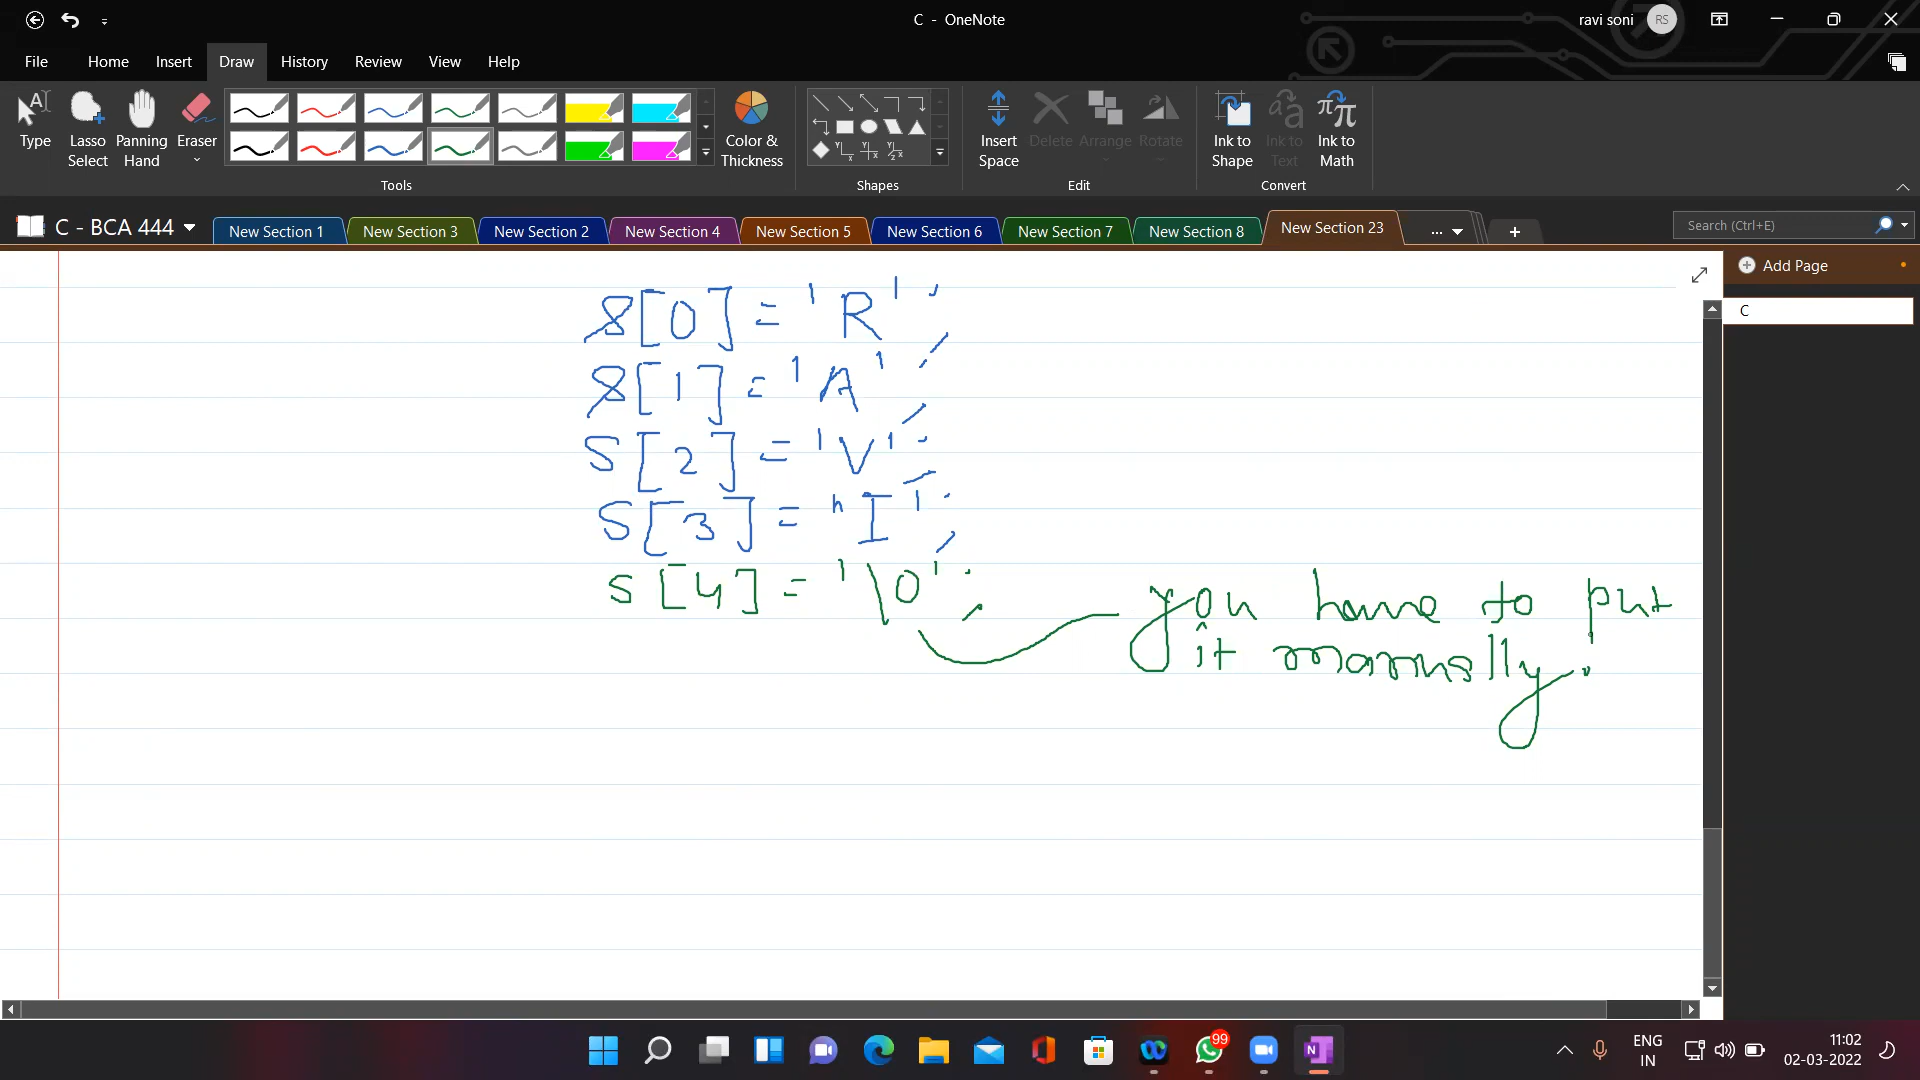 C - OneNote
ravi soni RS
File Home Insert Draw History Review View Help
Type Lasso Select Panning Hand Eraser Color & Thickness Insert Space Delete Arrange Rotate Ink to Shape Ink to Text Ink to Math
Tools Shapes Edit Convert
C - BCA 444 New Section 1 New Section 3 New Section 2 New Section 4 New Section 5 New Section 6 New Section 7 New Section 8 New Section 23 ... + Search (Ctrl+E)
Add Page
C
S[0] = 'R';
S[1] = 'A';
S[2] = 'V';
S[3] = "I';
S[4] = '\0';
you have to put
it manually.
99
ENG
IN
11:02
02-03-2022